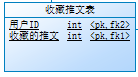 收藏推文表
用户ID int <pk,fk2>
收藏的推文 int <pk,fk1>